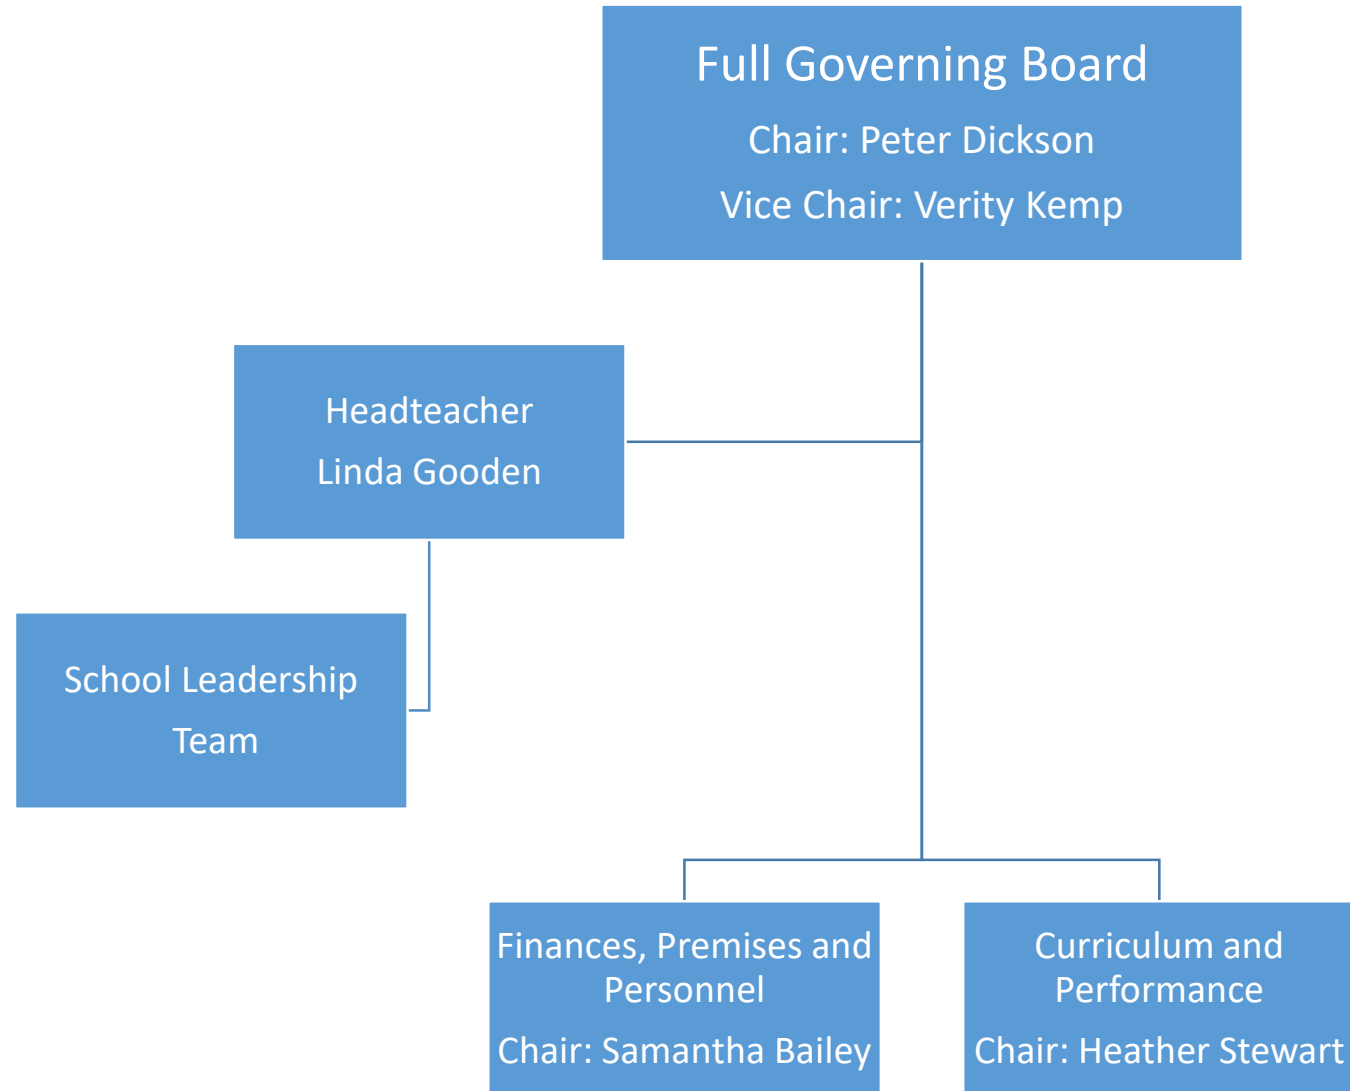 Full Governing Board
Chair: Peter Dickson
Vice Chair: Verity Kemp
Headteacher
Linda Gooden
School Leadership
Team
Finances, Premises and
Personnel
Chair: Samantha Bailey
Curriculum and
Performance
Chair: Heather Stewart